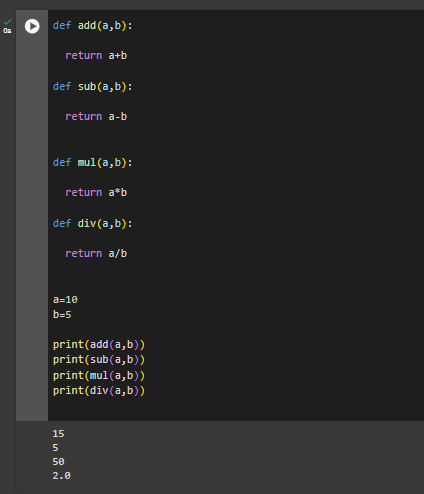 0s
def add(a,b):
  return a+b
def sub(a,b):
  return a-b
def mul(a,b):
  return a*b
def div(a,b):
  return a/b
a=10
b=5
print(add(a,b))
print(sub(a,b))
print(mul(a,b))
print(div(a,b))
15
5
50
2.0